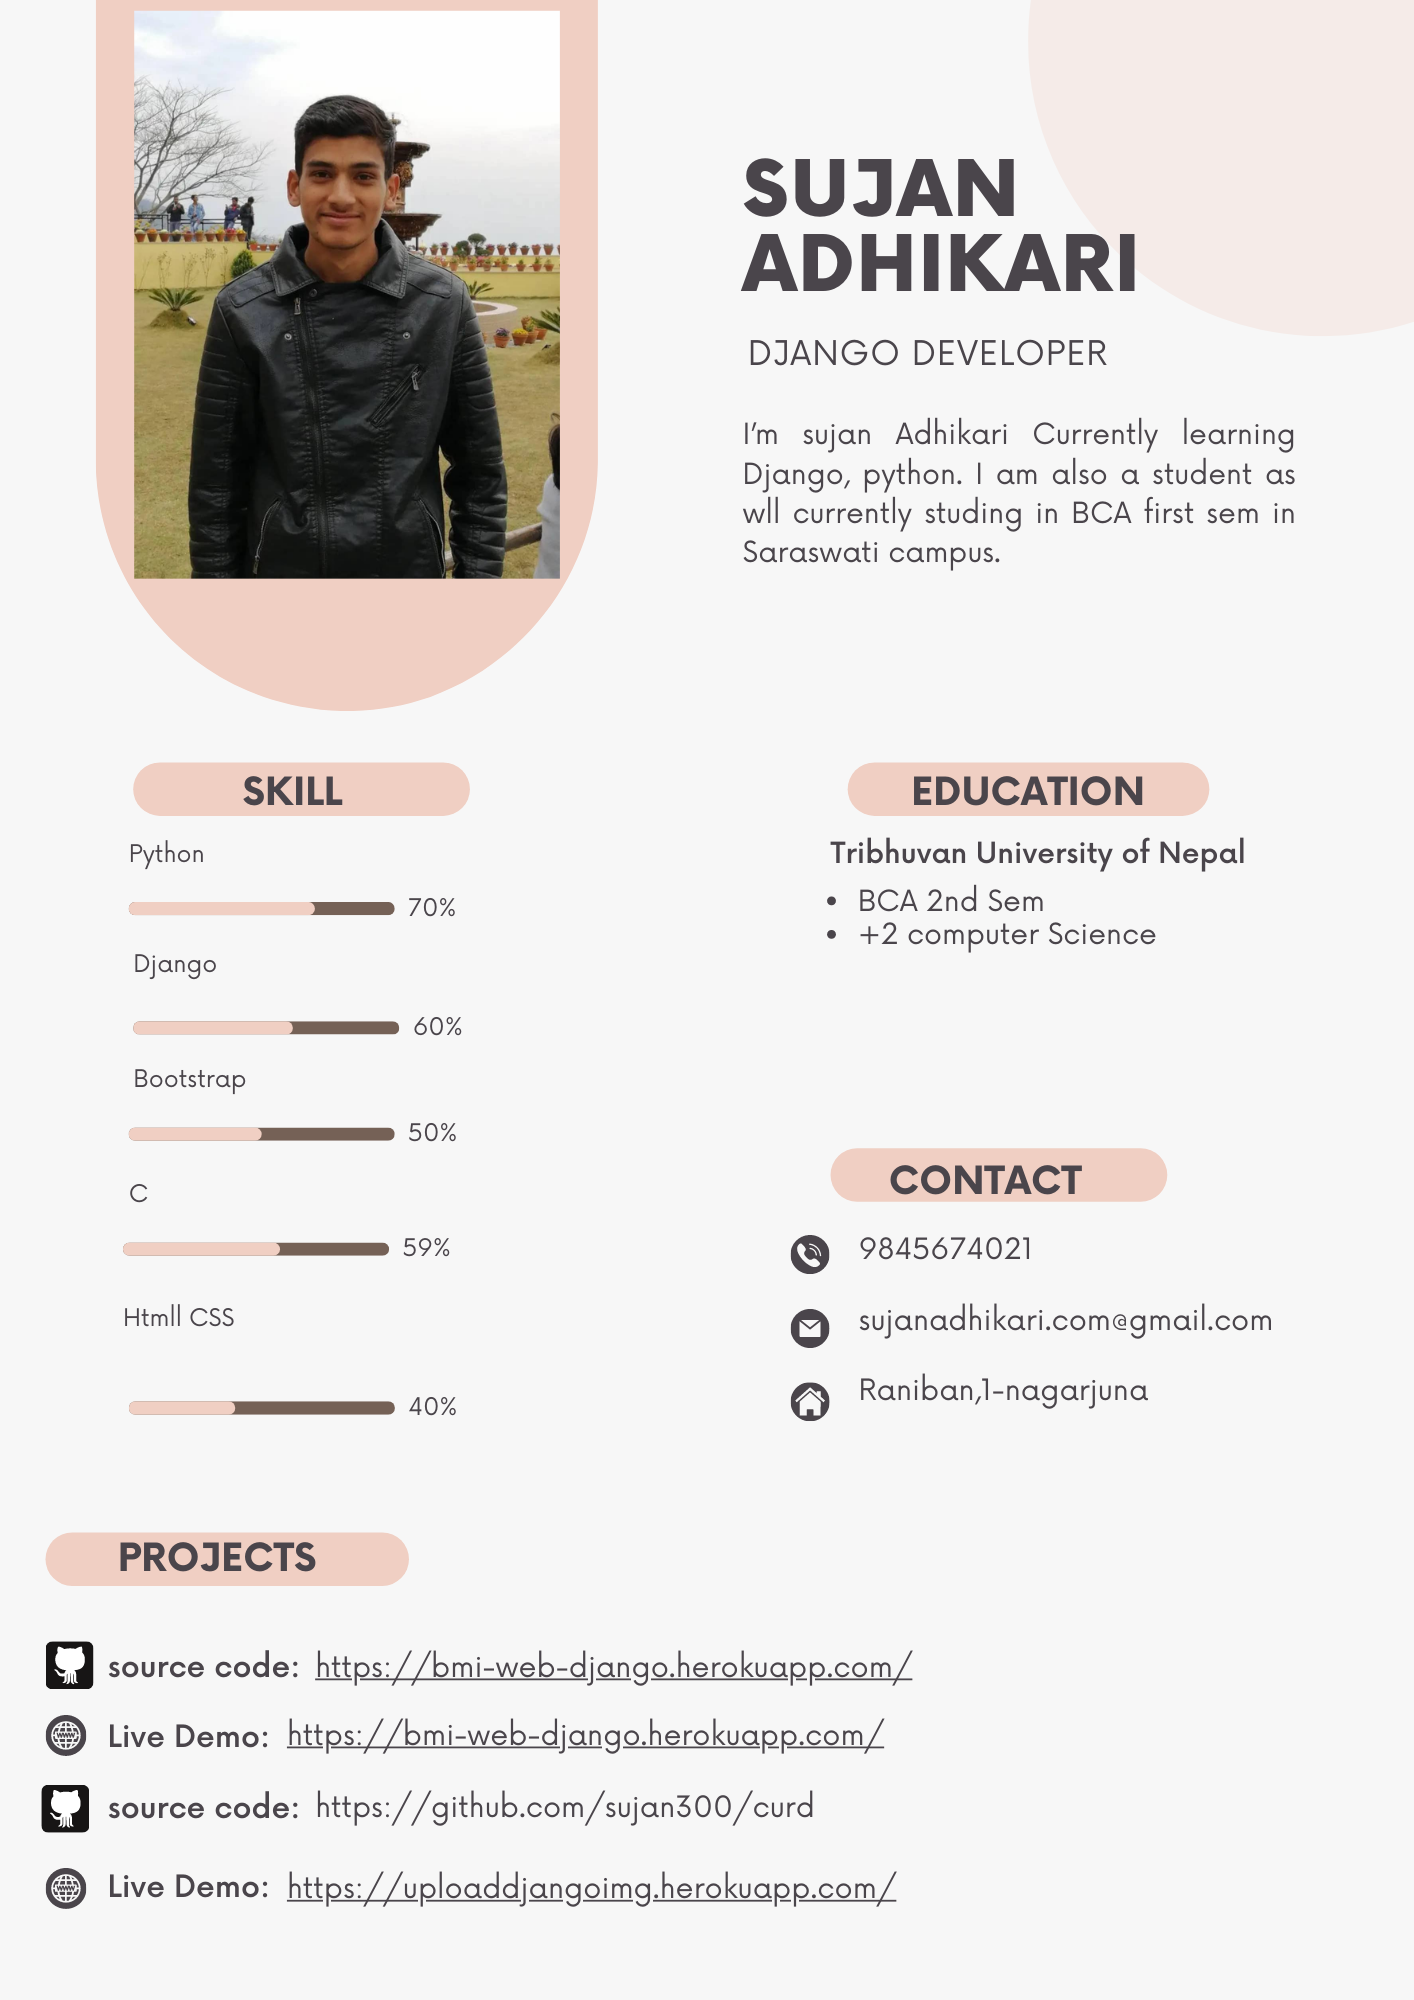 SUJAN
ADHIKARI
DJANGO DEVELOPER
I'm sujan Adhikari Currently learning
Django, python. I am also a student as
wll currently studing in BCA first sem in
Saraswati campus.
SKILL
Python
70%
Django
60%
Bootstrap
50%
C
59%
Htmll CSS
40%
EDUCATION
Tribhuvan University of Nepal
• BCA 2nd Sem
• +2 computer Science
CONTACT
9845674021
sujanadhikari.com@gmail.com
Raniban,1-nagarjuna
PROJECTS
source code: https://bmi-web-django.herokuapp.com/
Live Demo: https://bmi-web-django.herokuapp.com/
source code: https://github.com/sujan300/curd
Live Demo: https://uploaddjangoimg.herokuapp.com/